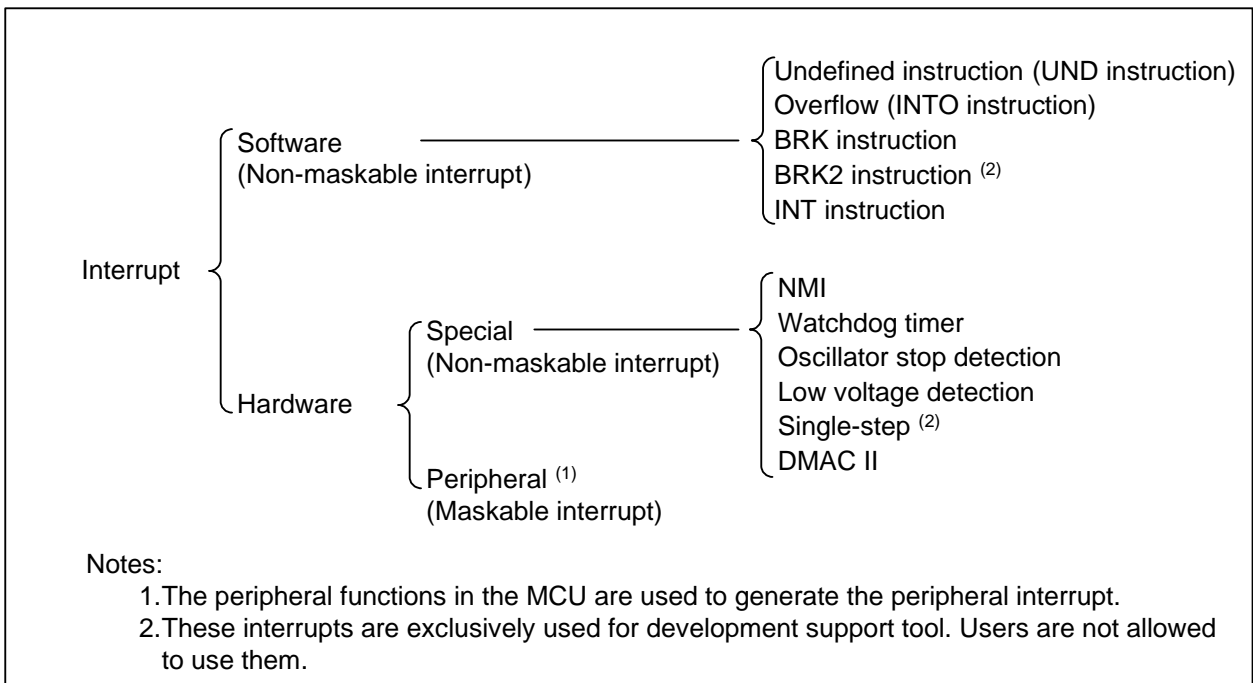 Undefined instruction (UND instruction)
Overflow (INTO instruction)
BRK instruction
BRK2 instruction (2)
INT instruction
Software
(Non-maskable interrupt)
Interrupt
Hardware
Special
(Non-maskable interrupt)
NMI
Watchdog timer
Oscillator stop detection
Low voltage detection
Single-step (2)
DMAC II
Peripheral (1)
(Maskable interrupt)
Notes:
1.The peripheral functions in the MCU are used to generate the peripheral interrupt.
2.These interrupts are exclusively used for development support tool. Users are not allowed
to use them.